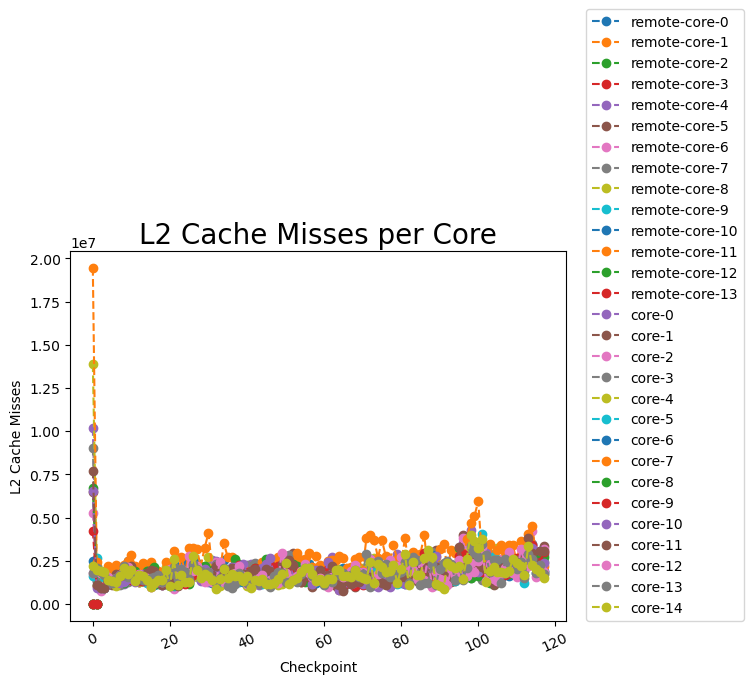 L2 Cache Misses per Core
1e7
2.00
1.75
1.50
1.25
1.00
0.75
0.50
0.25
0.00
L2 Cache Misses
0
20
40
60
80
100
120
Checkpoint
remote-core-0
remote-core-1
remote-core-2
remote-core-3
remote-core-4
remote-core-5
remote-core-6
remote-core-7
remote-core-8
remote-core-9
remote-core-10
remote-core-11
remote-core-12
remote-core-13
core-0
core-1
core-2
core-3
core-4
core-5
core-6
core-7
core-8
core-9
core-10
core-11
core-12
core-13
core-14